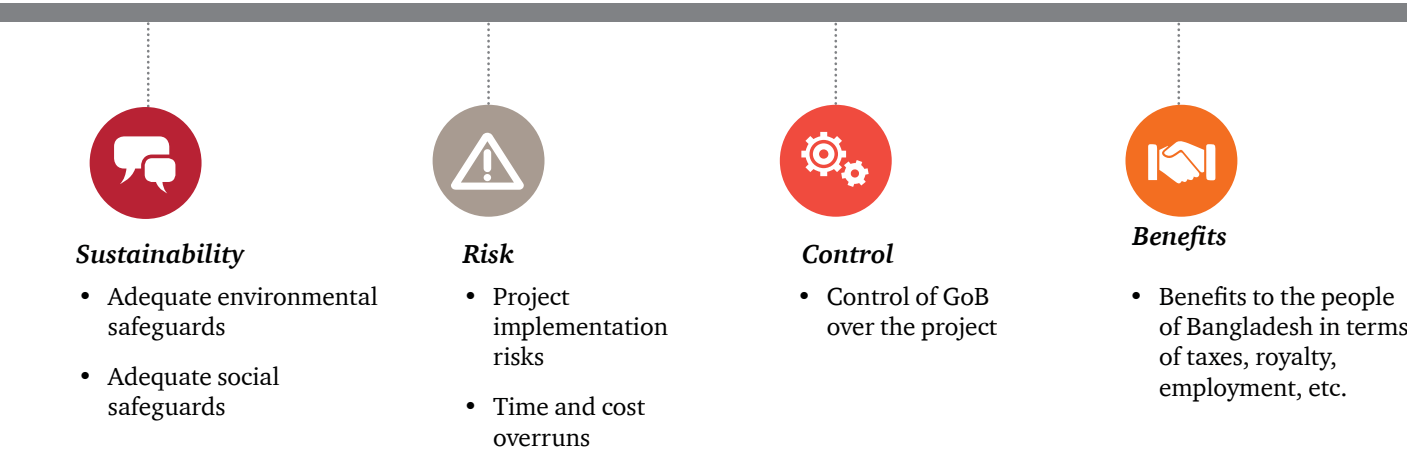 Sustainability
• Adequate environmental
safeguards
• Adequate social
safeguards
Risk
• Project
implementation
risks
• Time and cost
overruns
Control
• Control of GoB
over the project
Benefits
• Benefits to the people
of Bangladesh in terms
of taxes, royalty,
employment, etc.